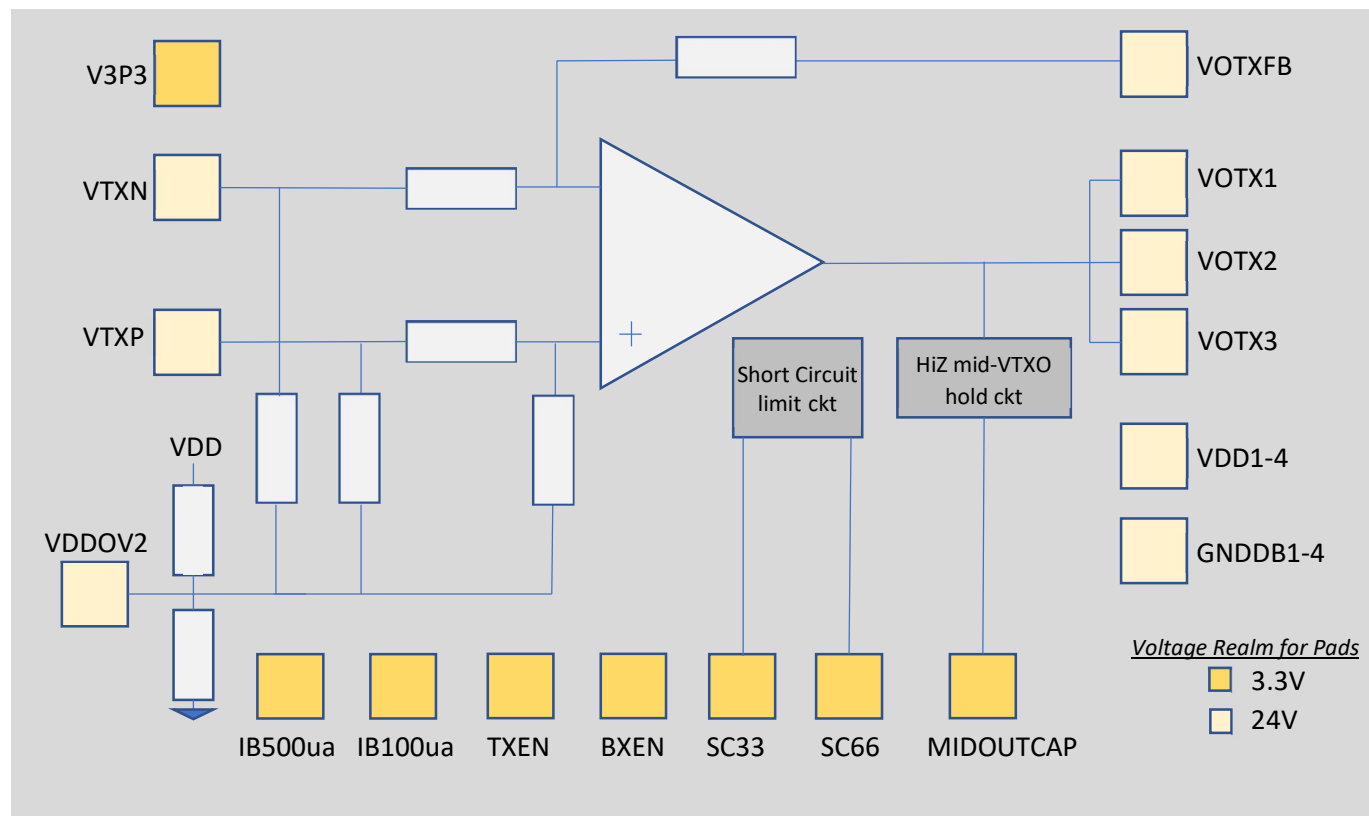 V3P3
VOTXFB
VTXN
VOTX1
VOTX2
VTXP
+
VOTX3
Short Circuit
limit ckt
HiZ mid-VTXO
hold ckt
VDD
VDD1-4
VDDOV2
GNDDB1-4
Voltage Realm for Pads
3.3V
24V
IB500ua
IB100ua
TXEN
BXEN
SC33
SC66
MIDOUTCAP